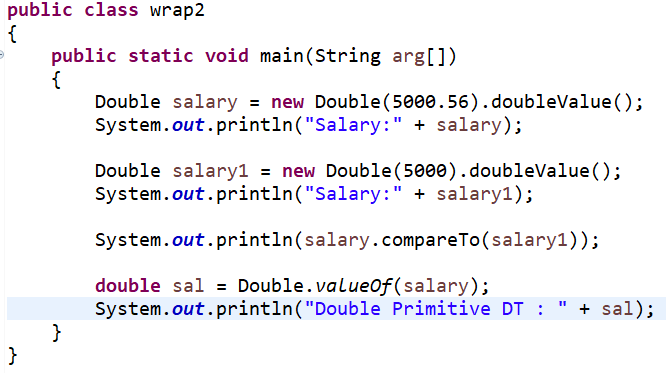 public class wrap2
{
public static void main(String arg[])
{
Double salary = new Double(5000.56).doubleValue();
System.out.println("Salary:" + salary);
Double salary1 = new Double(5000).doubleValue();
System.out.println("Salary:" + salary1);
System.out.println(salary.compareTo(salary1));
double sal = Double.valueOf(salary);
System.out.println("Double Primitive DT : " + sal);
}
}